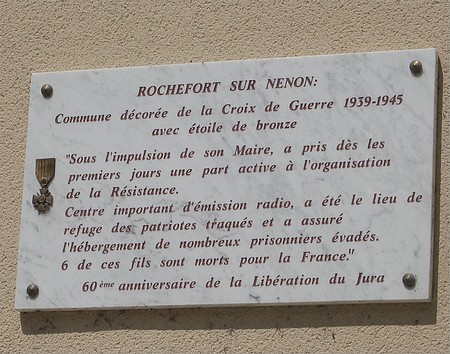 ROCHEFORT SUR NENON:
Commune décorée de la Croix de Guerre 1939-1945
avec étoile de bronze
"Sous l'impulsion de son Maire, a pris dès les
premiers jours une part active à l'organisation
de la Résistance.
Centre important d'émission radio, a été le lieu de
refuge des patriotes traqués et a assuré
l'hébergement de nombreux prisonniers évadés.
6 de ces fils sont morts pour la France."
60ème anniversaire de la Libération du Jura